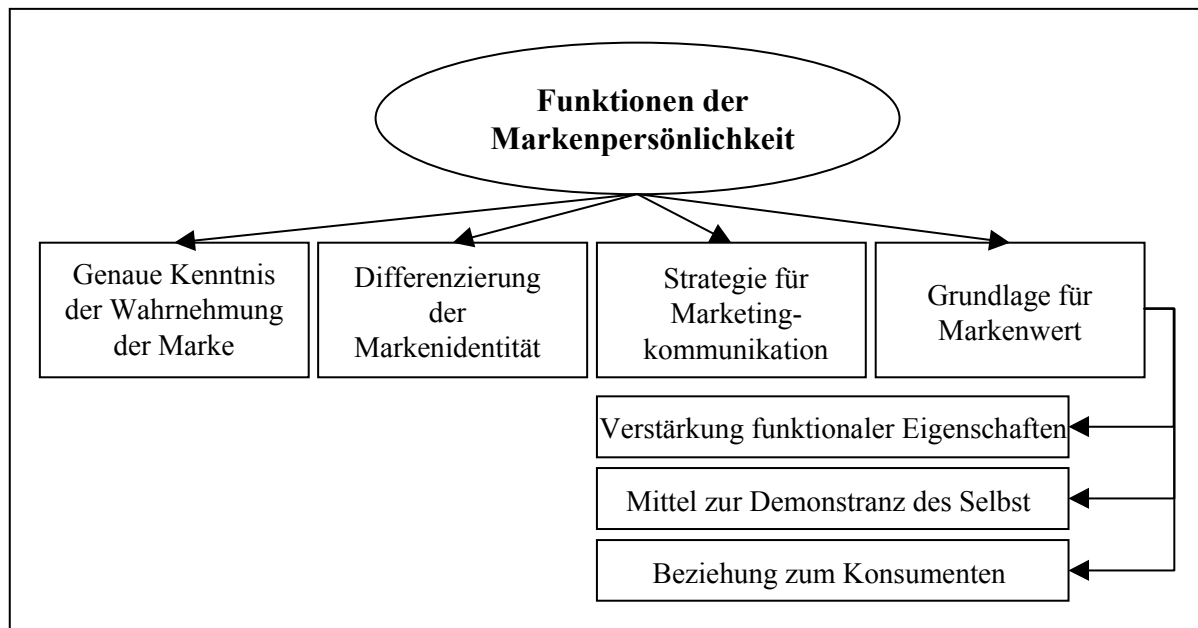 Funktionen der
Markenpersönlichkeit
Genaue Kenntnis
der Wahrnehmung
der Marke
Differenzierung
der
Markenidentität
Strategie für
Marketing-
kommunikation
Grundlage für
Markenwert
Verstärkung funktionaler Eigenschaften
Mittel zur Demonstranz des Selbst
Beziehung zum Konsumenten